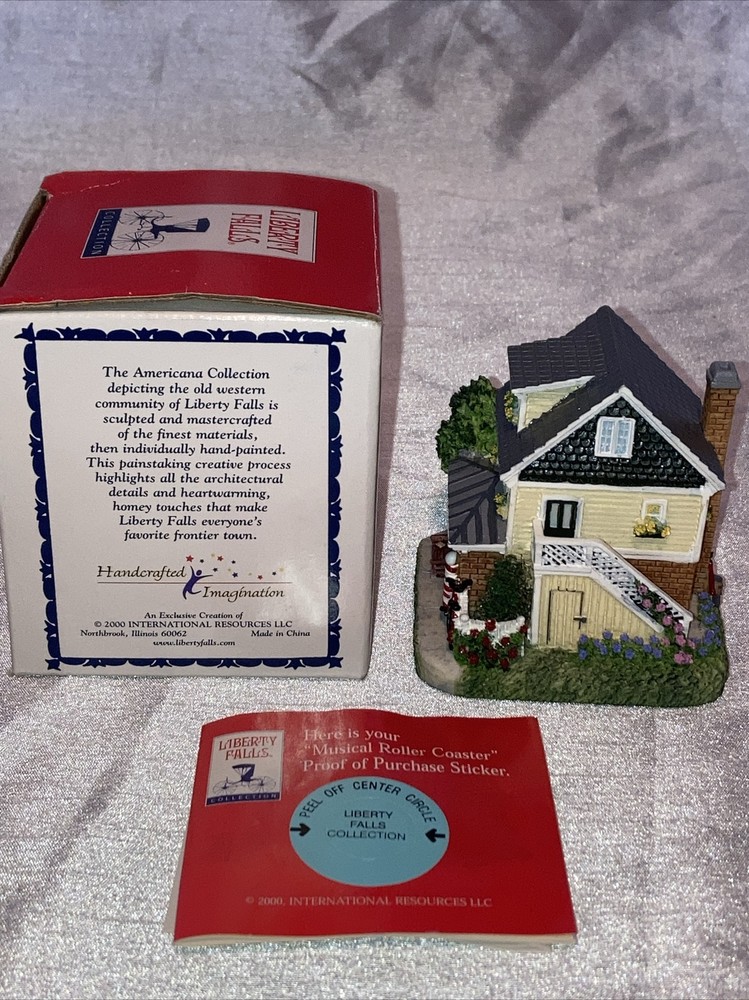 LIBERTY
FALLS
COLLECTION
The Americana Collection
depicting the old western
community of Liberty Falls is
sculpted and mastercrafted
of the finest materials,
then individually hand-painted.
This painstaking creative process
highlights all the architectural
details and heartwarming,
homey touches that make
Liberty Falls everyone's
favorite frontier town.
Handcrafted
Imagination
An Exclusive Creation of
© 2000 INTERNATIONAL RESOURCES LLC
Northbrook, Illinois 60062 Made in China
www.libertyfalls.com
LIBERTY
FALLS™
COLLECTION
Here is your
"Musical Roller Coaster"
Proof of Purchase Sticker.
PEEL OFF CENTER CIRCLE
LIBERTY
FALLS
COLLECTION
© 2000, INTERNATIONAL RESOURCES LLC